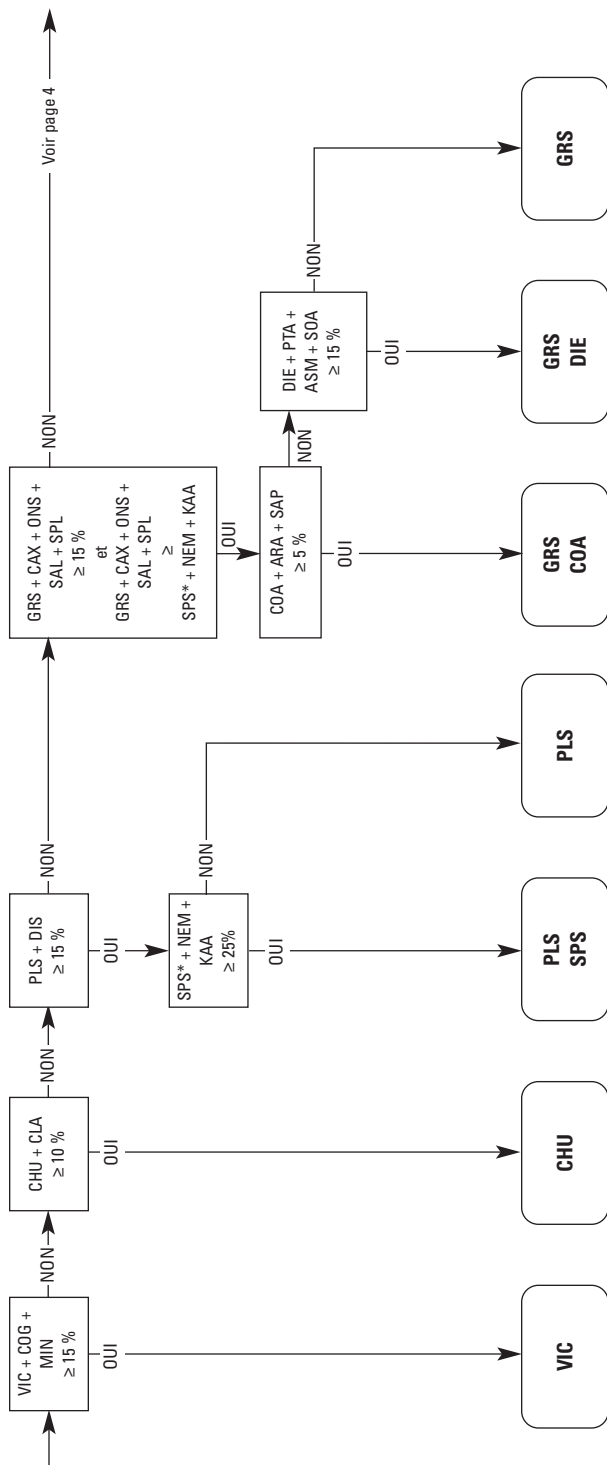 VIC + COG +
MIN
≥ 15 %
NON
OUI
VIC
CHU + CLA
≥ 10 %
NON
OUI
CHU
PLS + DIS
≥ 15 %
NON
OUI
SPS* + NEM +
KAA
≥ 25%
NON
OUI
PLS
SPS
PLS
GRS + CAX + ONS +
SAL + SPL
≥ 15 %
et
GRS + CAX + ONS +
SAL + SPL
≥
SPS* + NEM + KAA
NON
Voir page 4
OUI
COA + ARA + SAP
≥ 5 %
NON
OUI
GRS
COA
DIE + PTA +
ASM + SOA
≥ 15 %
NON
OUI
GRS
DIE
GRS